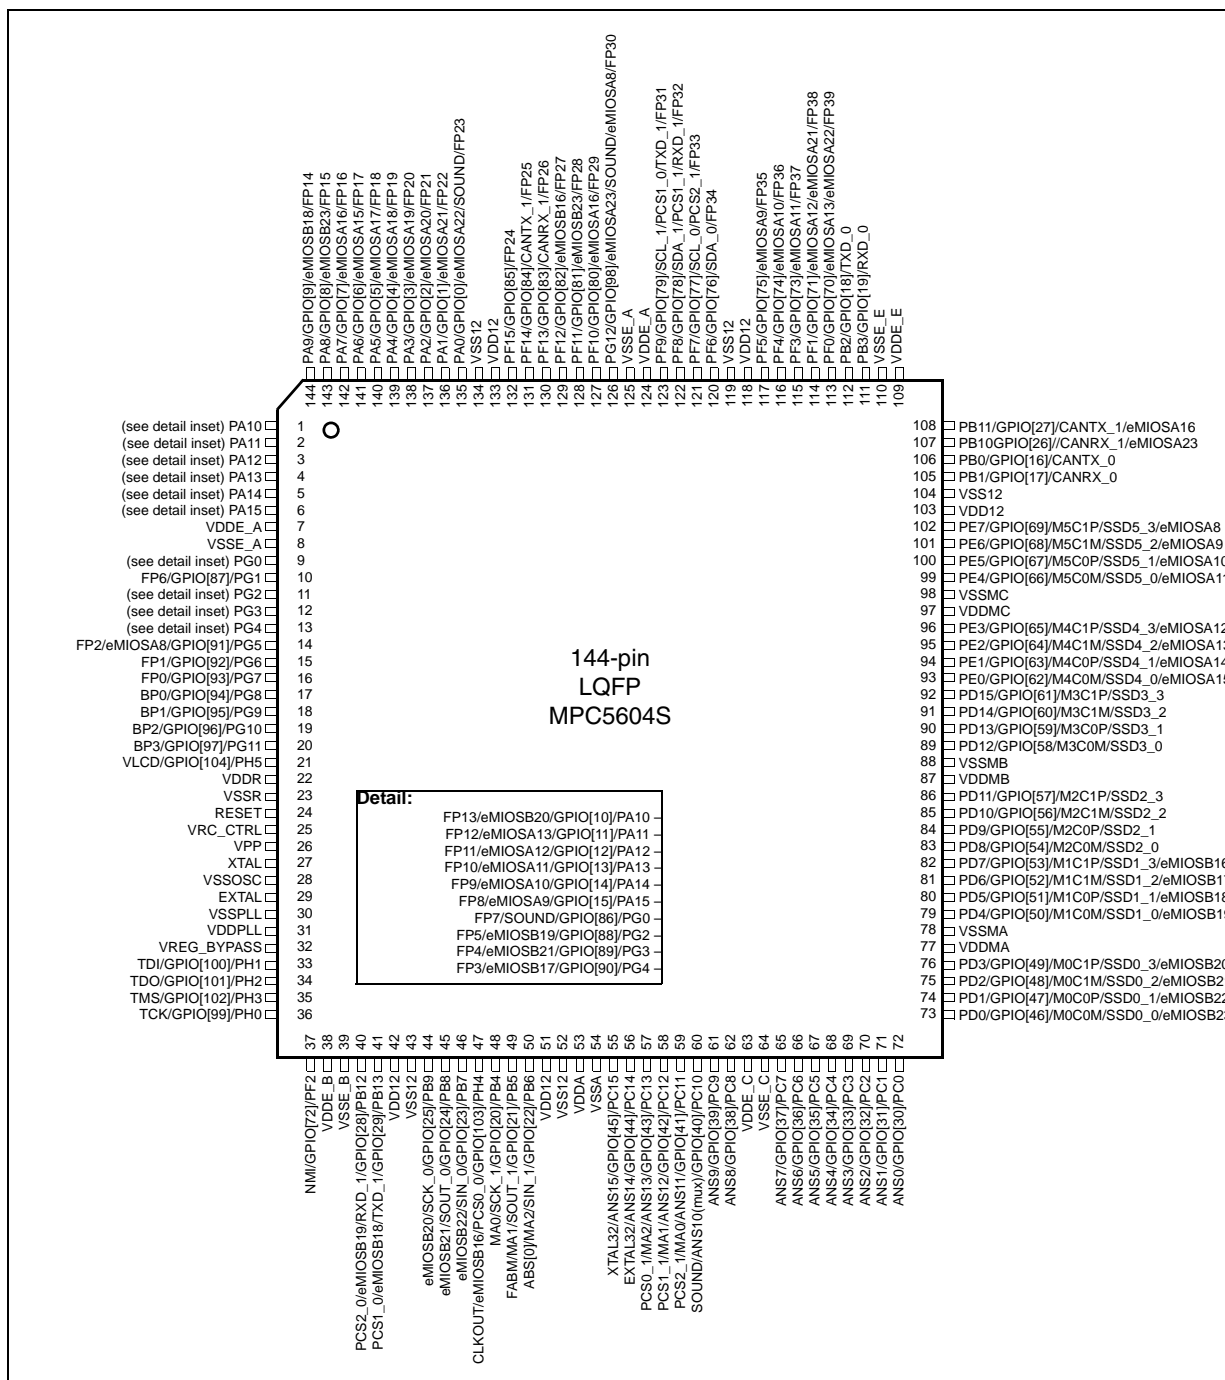 PA9/GPIO[9]/eMIOSB18/FP14
PA8/GPIO[8]/eMIOSB23/FP15
PA7/GPIO[7]/eMIOSA16/FP16
PA6/GPIO[6]/eMIOSA15/FP17
PA5/GPIO[5]/eMIOSA17/FP18
PA4/GPIO[4]/eMIOSA18/FP19
PA3/GPIO[3]/eMIOSA19/FP20
PA2/GPIO[2]/eMIOSA20/FP21
PA1/GPIO[1]/eMIOSA21/FP22
PA0/GPIO[0]/eMIOSA22/SOUND/FP23
VSS12
VDD12
PF15/GPIO[85]/FP24
PF14/GPIO[84]/CANTX_1/FP25
PF13/GPIO[83]/CANRX_1/FP26
PF12/GPIO[82]/eMIOSB16/FP27
PF11/GPIO[81]/eMIOSB23/FP28
PF10/GPIO[80]/eMIOSA16/FP29
PG12/GPIO[98]/eMIOSA23/SOUND/eMIOSA8/FP30
VSSE_A
VDDE_A
PF9/GPIO[79]/SCL_1/PCS1_0/TXD_1/FP31
PF8/GPIO[78]/SDA_1/PCS1_1/RXD_1/FP32
PF7/GPIO[77]/SCL_0/PCS2_1/FP33
PF6/GPIO[76]/SDA_0/FP34
VSS12
VDD12
PF5/GPIO[75]/eMIOSA9/FP35
PF4/GPIO[74]/eMIOSA10/FP36
PF3/GPIO[73]/eMIOSA11/FP37
PF1/GPIO[71]/eMIOSA12/eMIOSA21/FP38
PF0/GPIO[70]/eMIOSA13/eMIOSA22/FP39
PB2/GPIO[18]/TXD_0
PB3/GPIO[19]/RXD_0
VSSE_E
VDDE_E
144 143 142 141 140 139 138 137 136 135 134 133 132 131 130 129 128 127 126 125 124 123 122 121 120 119 118 117 116 115 114 113 112 111 110 109
(see detail inset) PA10 1
(see detail inset) PA11 2
(see detail inset) PA12 3
(see detail inset) PA13 4
(see detail inset) PA14 5
(see detail inset) PA15 6
VDDE_A 7
VSSE_A 8
(see detail inset) PG0 9
FP6/GPIO[87]/PG1 10
(see detail inset) PG2 11
(see detail inset) PG3 12
(see detail inset) PG4 13
FP2/eMIOSA8/GPIO[91]/PG5 14
FP1/GPIO[92]/PG6 15
FP0/GPIO[93]/PG7 16
BP0/GPIO[94]/PG8 17
BP1/GPIO[95]/PG9 18
BP2/GPIO[96]/PG10 19
BP3/GPIO[97]/PG11 20
VLCD/GPIO[104]/PH5 21
VDDR 22
VSSR 23
RESET 24
VRC_CTRL 25
VPP 26
XTAL 27
VSSOSC 28
EXTAL 29
VSSPLL 30
VDDPLL 31
VREG_BYPASS 32
TDI/GPIO[100]/PH1 33
TDO/GPIO[101]/PH2 34
TMS/GPIO[102]/PH3 35
TCK/GPIO[99]/PH0 36
144-pin
LQFP
MPC5604S
Detail:
FP13/eMIOSB20/GPIO[10]/PA10
FP12/eMIOSA13/GPIO[11]/PA11
FP11/eMIOSA12/GPIO[12]/PA12
FP10/eMIOSA11/GPIO[13]/PA13
FP9/eMIOSA10/GPIO[14]/PA14
FP8/eMIOSA9/GPIO[15]/PA15
FP7/SOUND/GPIO[86]/PG0
FP5/eMIOSB19/GPIO[88]/PG2
FP4/eMIOSB21/GPIO[89]/PG3
FP3/eMIOSB17/GPIO[90]/PG4
108 PB11/GPIO[27]/CANTX_1/eMIOSA16
107 PB10GPIO[26]//CANRX_1/eMIOSA23
106 PB0/GPIO[16]/CANTX_0
105 PB1/GPIO[17]/CANRX_0
104 VSS12
103 VDD12
102 PE7/GPIO[69]/M5C1P/SSD5_3/eMIOSA8
101 PE6/GPIO[68]/M5C1M/SSD5_2/eMIOSA9
100 PE5/GPIO[67]/M5C0P/SSD5_1/eMIOSA10
99 PE4/GPIO[66]/M5C0M/SSD5_0/eMIOSA11
98 VSSMC
97 VDDMC
96 PE3/GPIO[65]/M4C1P/SSD4_3/eMIOSA12
95 PE2/GPIO[64]/M4C1M/SSD4_2/eMIOSA13
94 PE1/GPIO[63]/M4C0P/SSD4_1/eMIOSA14
93 PE0/GPIO[62]/M4C0M/SSD4_0/eMIOSA15
92 PD15/GPIO[61]/M3C1P/SSD3_3
91 PD14/GPIO[60]/M3C1M/SSD3_2
90 PD13/GPIO[59]/M3C0P/SSD3_1
89 PD12/GPIO[58/M3C0M/SSD3_0
88 VSSMB
87 VDDMB
86 PD11/GPIO[57]/M2C1P/SSD2_3
85 PD10/GPIO[56]/M2C1M/SSD2_2
84 PD9/GPIO[55]/M2C0P/SSD2_1
83 PD8/GPIO[54]/M2C0M/SSD2_0
82 PD7/GPIO[53]/M1C1P/SSD1_3/eMIOSB16
81 PD6/GPIO[52]/M1C1M/SSD1_2/eMIOSB17
80 PD5/GPIO[51]/M1C0P/SSD1_1/eMIOSB18
79 PD4/GPIO[50]/M1C0M/SSD1_0/eMIOSB19
78 VSSMA
77 VDDMA
76 PD3/GPIO[49]/M0C1P/SSD0_3/eMIOSB20
75 PD2/GPIO[48]/M0C1M/SSD0_2/eMIOSB21
74 PD1/GPIO[47]/M0C0P/SSD0_1/eMIOSB22
73 PD0/GPIO[46]/M0C0M/SSD0_0/eMIOSB23
37 38 39 40 41 42 43 44 45 46 47 48 49 50 51 52 53 54 55 56 57 58 59 60 61 62 63 64 65 66 67 68 69 70 71 72
NMI/GPIO[72]/PF2
VDDE_B
VSSE_B
PCS2_0/eMIOSB19/RXD_1/GPIO[28]/PB12
PCS1_0/eMIOSB18/TXD_1/GPIO[29]/PB13
VDD12
VSS12
eMIOSB20/SCK_0/GPIO[25]/PB9
eMIOSB21/SOUT_0/GPIO[24]/PB8
eMIOSB22/SIN_0/GPIO[23]/PB7
CLKOUT/eMIOSB16/PCS0_0/GPIO[103]/PH4
MA0/SCK_1/GPIO[20]/PB4
FABM/MA1/SOUT_1/GPIO[21]/PB5
ABS[0]/MA2/SIN_1/GPIO[22]/PB6
VDD12
VSS12
VDDA
VSSA
XTAL32/ANS15/GPIO[45]/PC15
EXTAL32/ANS14/GPIO[44]/PC14
PCS0_1/MA2/ANS13/GPIO[43]/PC13
PCS1_1/MA1/ANS12/GPIO[42]/PC12
PCS2_1/MA0/ANS11/GPIO[41]/PC11
SOUND/ANS10(mux)/GPIO[40]/PC10
ANS9/GPIO[39]/PC9
ANS8/GPIO[38]/PC8
VDDE_C
VSSE_C
ANS7/GPIO[37]/PC7
ANS6/GPIO[36]/PC6
ANS5/GPIO[35]/PC5
ANS4/GPIO[34]/PC4
ANS3/GPIO[33]/PC3
ANS2/GPIO[32]/PC2
ANS1/GPIO[31]/PC1
ANS0/GPIO[30]/PC0